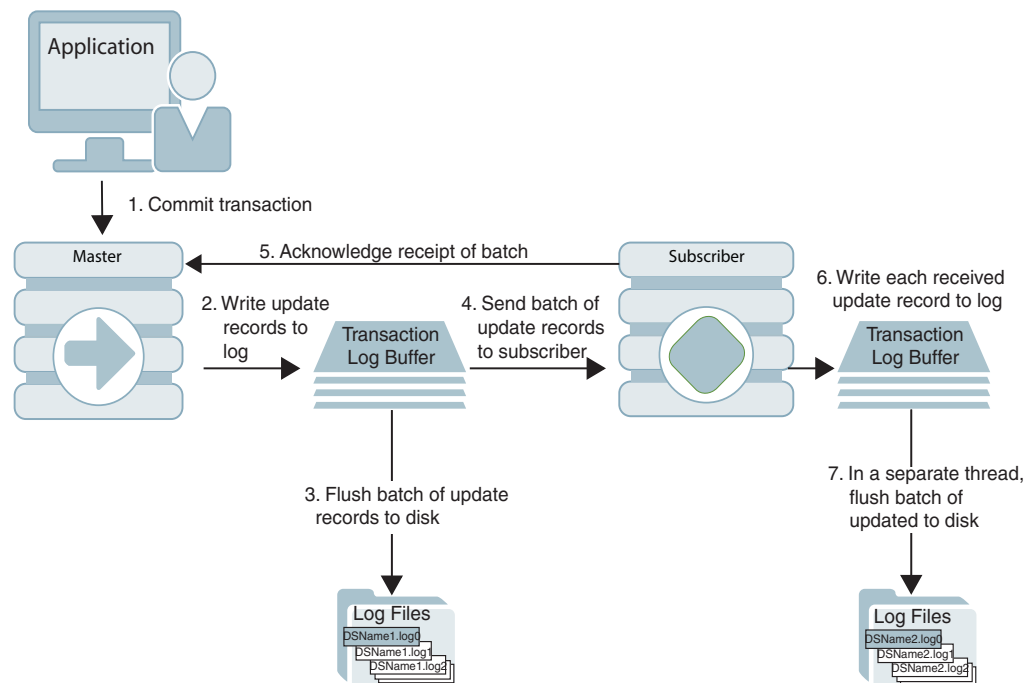 Application
1. Commit transaction
Master
5. Acknowledge receipt of batch
Subscriber
2. Write update
records to
log
Transaction
Log Buffer
4. Send batch of
update records
to subscriber
6. Write each received
update record to log
Transaction
Log Buffer
3. Flush batch of update
records to disk
7. In a separate thread,
flush batch of
updated to disk
Log Files
DSName1.log0
DSName1.log1
DSName1.log2
Log Files
DSName2.log0
DSName2.log1
DSName2.log2